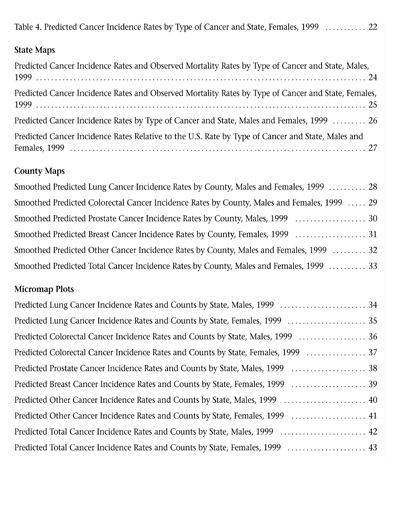 Table 4. Predicted Cancer Incidence Rates by Type of Cancer and State, Females, 1999 ........... 22
State Maps
Predicted Cancer Incidence Rates and Observed Mortality Rates by Type of Cancer and State, Males,
1999 ........................................................................ 24
Predicted Cancer Incidence Rates and Observed Mortality Rates by Type of Cancer and State, Females,
1999 ........................................................................ 25
Predicted Cancer Incidence Rates by Type of Cancer and State, Males and Females, 1999 ......... 26
Predicted Cancer Incidence Rates Relative to the U.S. Rate by Type of Cancer and State, Males and
Females, 1999 ................................................................ 27
County Maps
Smoothed Predicted Lung Cancer Incidence Rates by County, Males and Females, 1999 .......... 28
Smoothed Predicted Colorectal Cancer Incidence Rates by County, Males and Females, 1999 ..... 29
Smoothed Predicted Prostate Cancer Incidence Rates by County, Males, 1999 ................... 30
Smoothed Predicted Breast Cancer Incidence Rates by County, Females, 1999 ................... 31
Smoothed Predicted Other Cancer Incidence Rates by County, Males and Females, 1999 ......... 32
Smoothed Predicted Total Cancer Incidence Rates by County, Males and Females, 1999 .......... 33
Micromap Plots
Predicted Lung Cancer Incidence Rates and Counts by State, Males, 1999 ....................... 34
Predicted Lung Cancer Incidence Rates and Counts by State, Females, 1999 ..................... 35
Predicted Colorectal Cancer Incidence Rates and Counts by State, Males, 1999 .................. 36
Predicted Colorectal Cancer Incidence Rates and Counts by State, Females, 1999 ................ 37
Predicted Prostate Cancer Incidence Rates and Counts by State, Males, 1999 .................... 38
Predicted Breast Cancer Incidence Rates and Counts by State, Females, 1999 .................... 39
Predicted Other Cancer Incidence Rates and Counts by State, Males, 1999 ...................... 40
Predicted Other Cancer Incidence Rates and Counts by State, Females, 1999 .................... 41
Predicted Total Cancer Incidence Rates and Counts by State, Males, 1999 ....................... 42
Predicted Total Cancer Incidence Rates and Counts by State, Females, 1999 ..................... 43